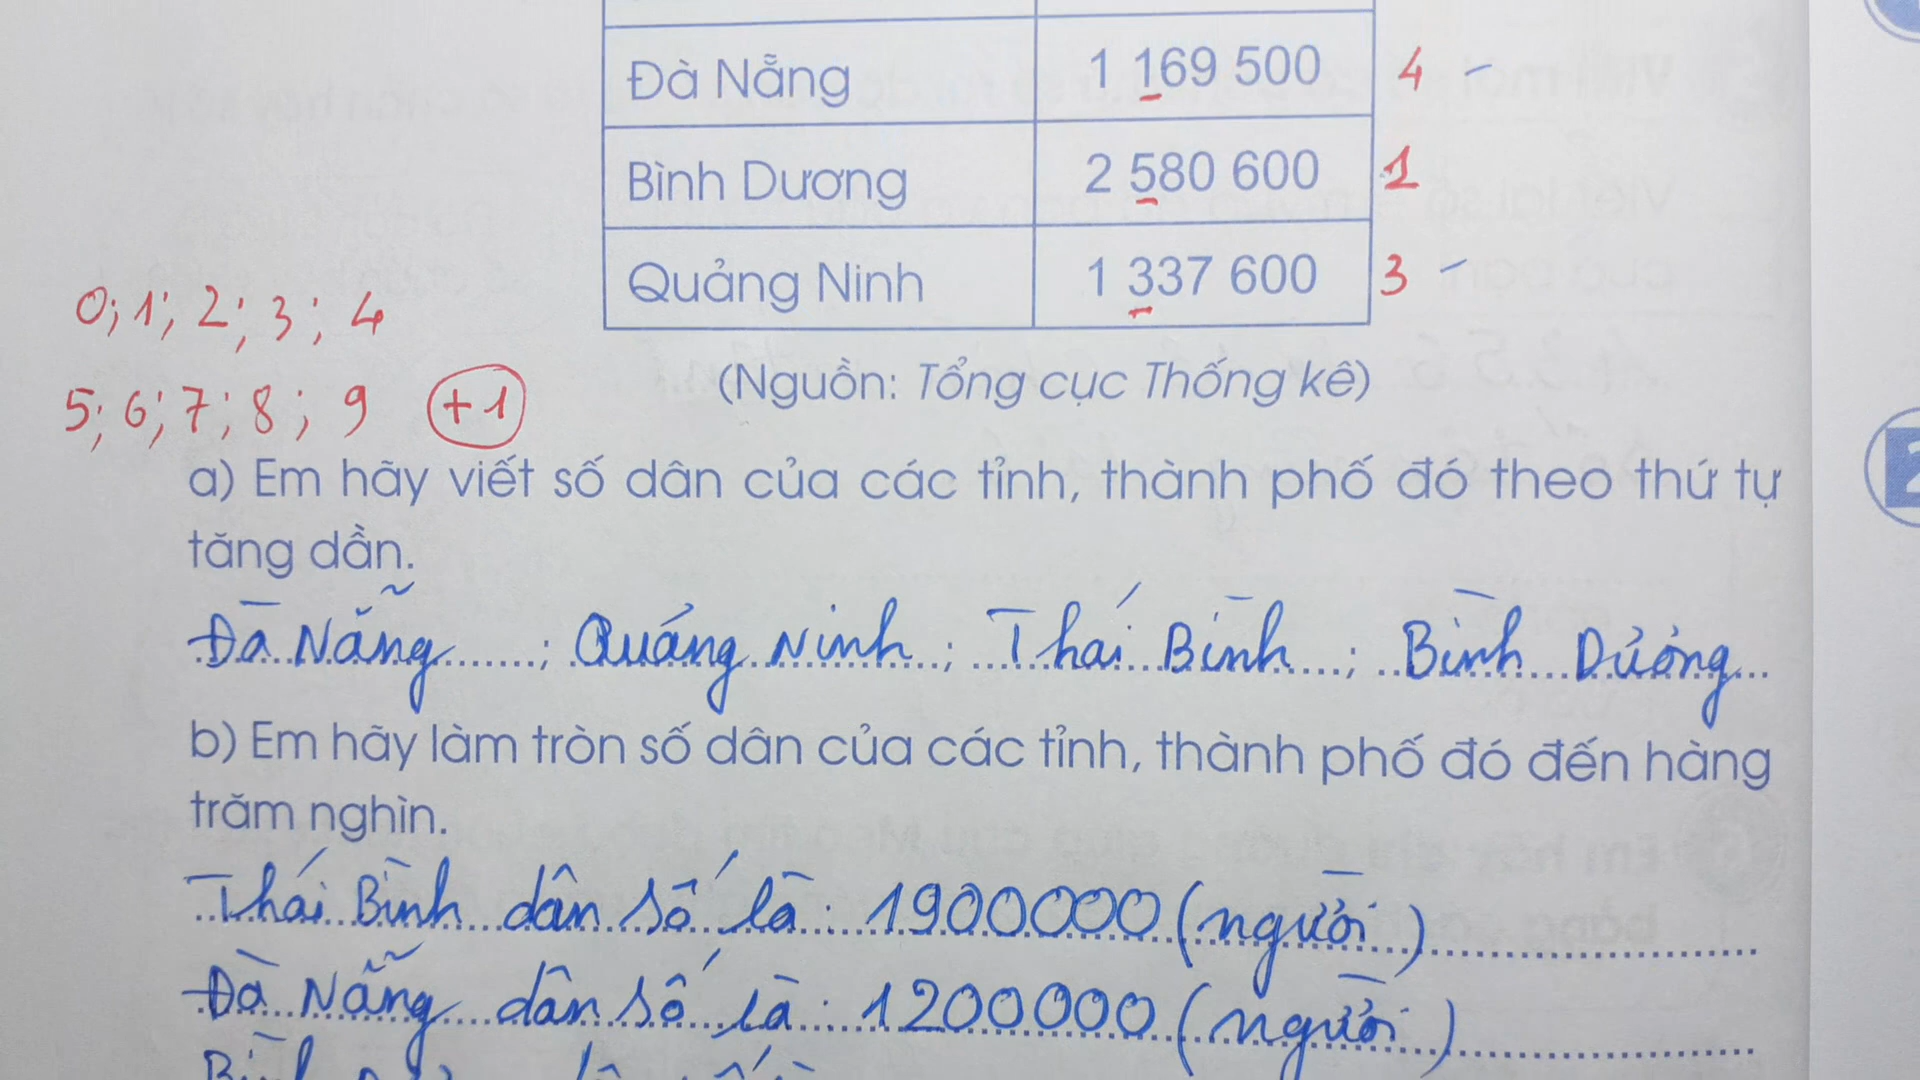 Đà Nẵng 1 169 500 4 –
Bình Dương 2 580 600 1
Quảng Ninh 1 337 600 3 –
0; 1; 2; 3; 4
(Nguồn: Tổng cục Thống kê)
5; 6; 7; 8; 9 +1
a) Em hãy viết số dân của các tỉnh, thành phố đó theo thứ tự
tăng dần.
Đà Nẵng ; Quảng Ninh ; Thái Bình ; Bình Dương
b) Em hãy làm tròn số dân của các tỉnh, thành phố đó đến hàng
trăm nghìn.
Thái Bình dân số là : 1900000 (người)
Đà Nẵng dân số là : 1200000 (người)